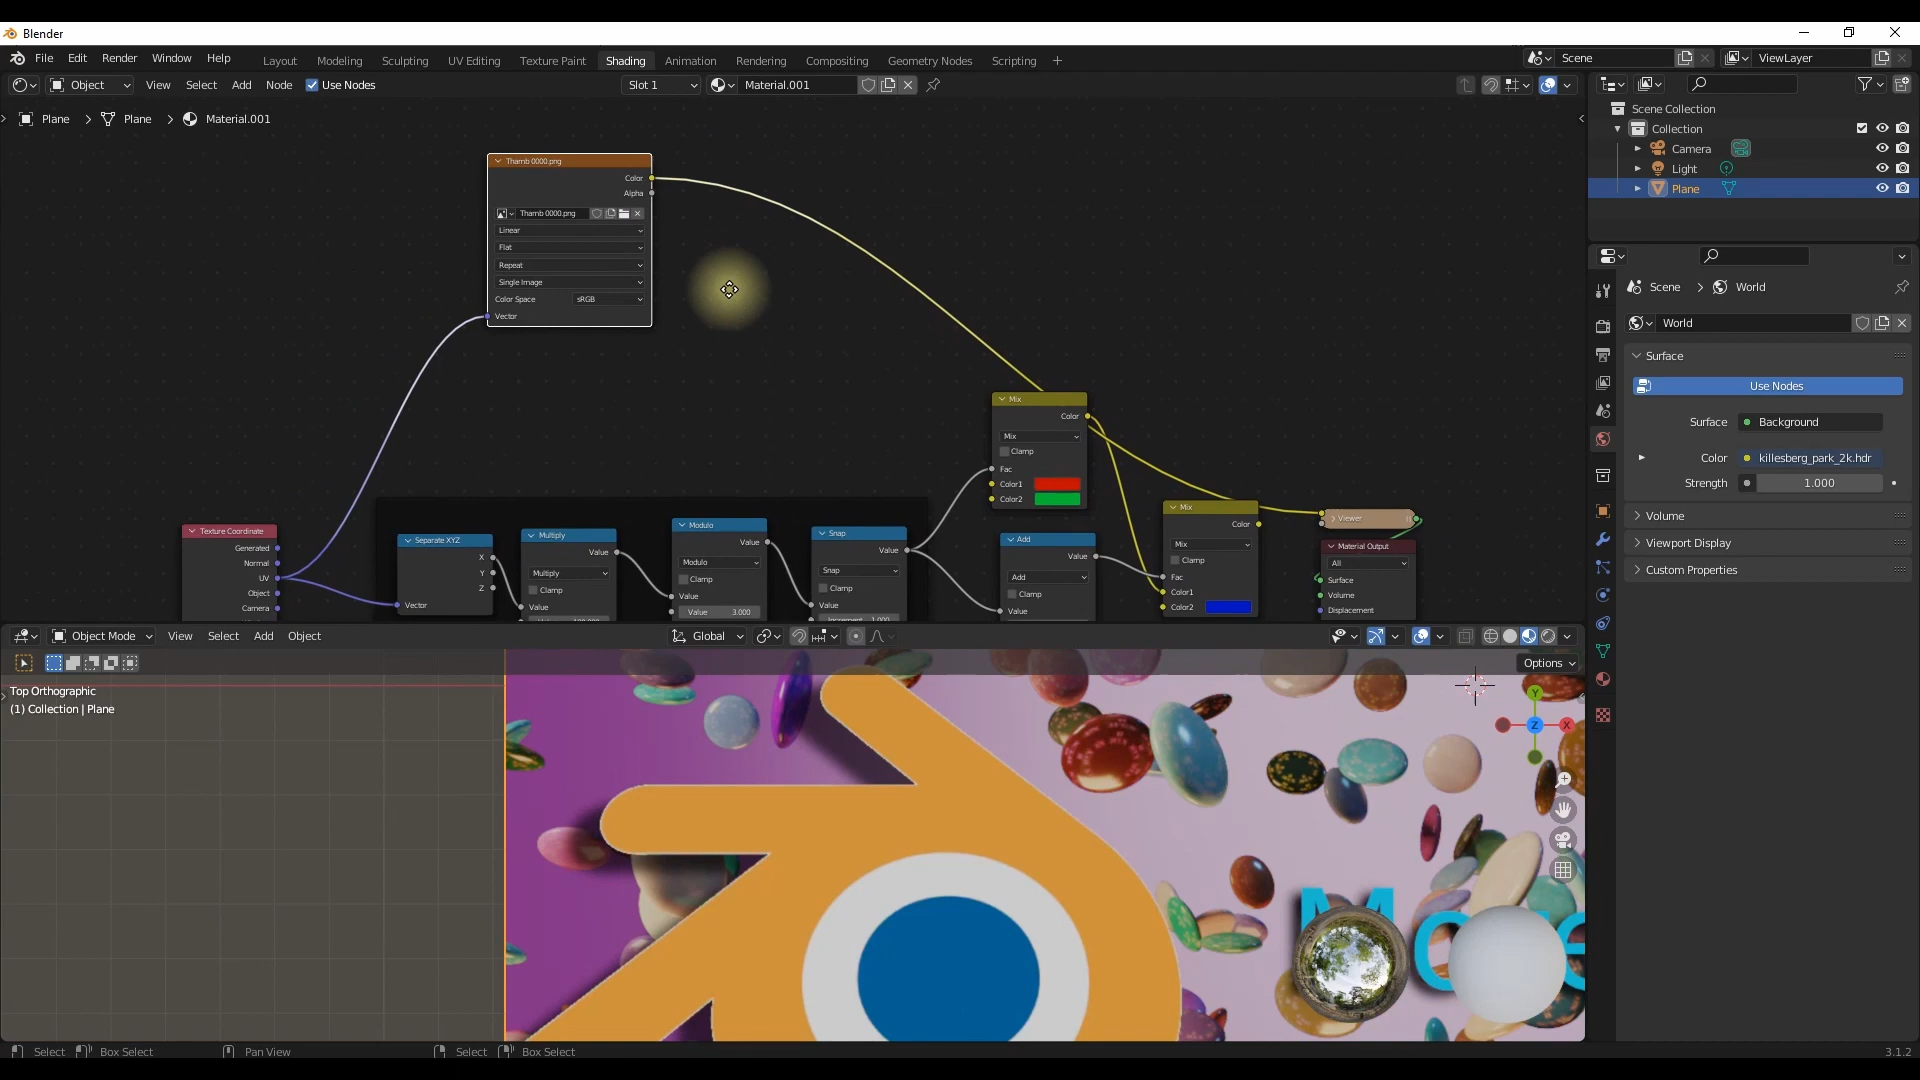 Blender
File Edit Render Window Help
Layout Modeling Sculpting UV Editing Texture Paint Shading Animation Rendering Compositing Geometry Nodes Scripting +
Scene ViewLayer
Object View Select Add Node Use Nodes Slot 1 Material.001
Plane > Plane > Material.001
Scene Collection
Collection
Camera
Light
Plane
Thamb 0000.png
Color
Alpha
Thamb 0000.png
Linear
Flat
Repeat
Single Image
Color Space sRGB
Vector
Scene > World
World
Surface
Use Nodes
Surface Background
Color killesberg_park_2k.hdr
Strength 1.000
Volume
Viewport Display
Custom Properties
Mix
Color
Mix
Clamp
Fac
Color1
Color2
Texture Coordinate
Generated
Normal
UV
Object
Camera
Separate XYZ
X
Y
Z
Vector
Multiply
Value
Multiply
Clamp
Value
Modulo
Value
Modulo
Clamp
Value
Value 3.000
Snap
Value
Snap
Clamp
Value
Increment 1.000
Add
Value
Add
Clamp
Value
Mix
Color
Mix
Clamp
Fac
Color1
Color2
Viewer
Material Output
All
Surface
Volume
Displacement
Object Mode View Select Add Object Global
Options
Top Orthographic
(1) Collection | Plane
Y
Z X
Select Box Select Pan View Select Box Select 3.1.2